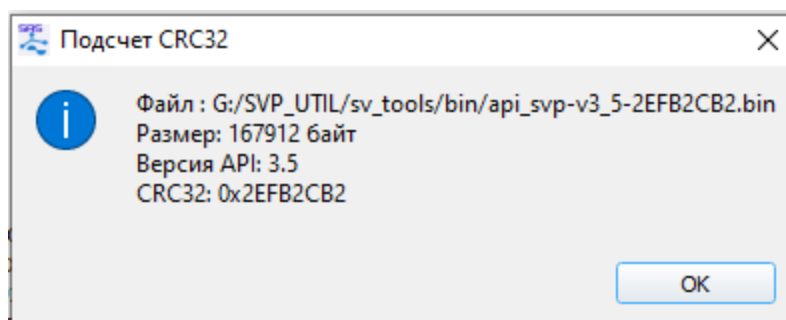 Подсчет CRC32
Файл : G:/SVP_UTIL/sv_tools/bin/api_svp-v3_5-2EFB2CB2.bin
Размер: 167912 байт
Версия API: 3.5
CRC32: 0x2EFB2CB2
OK